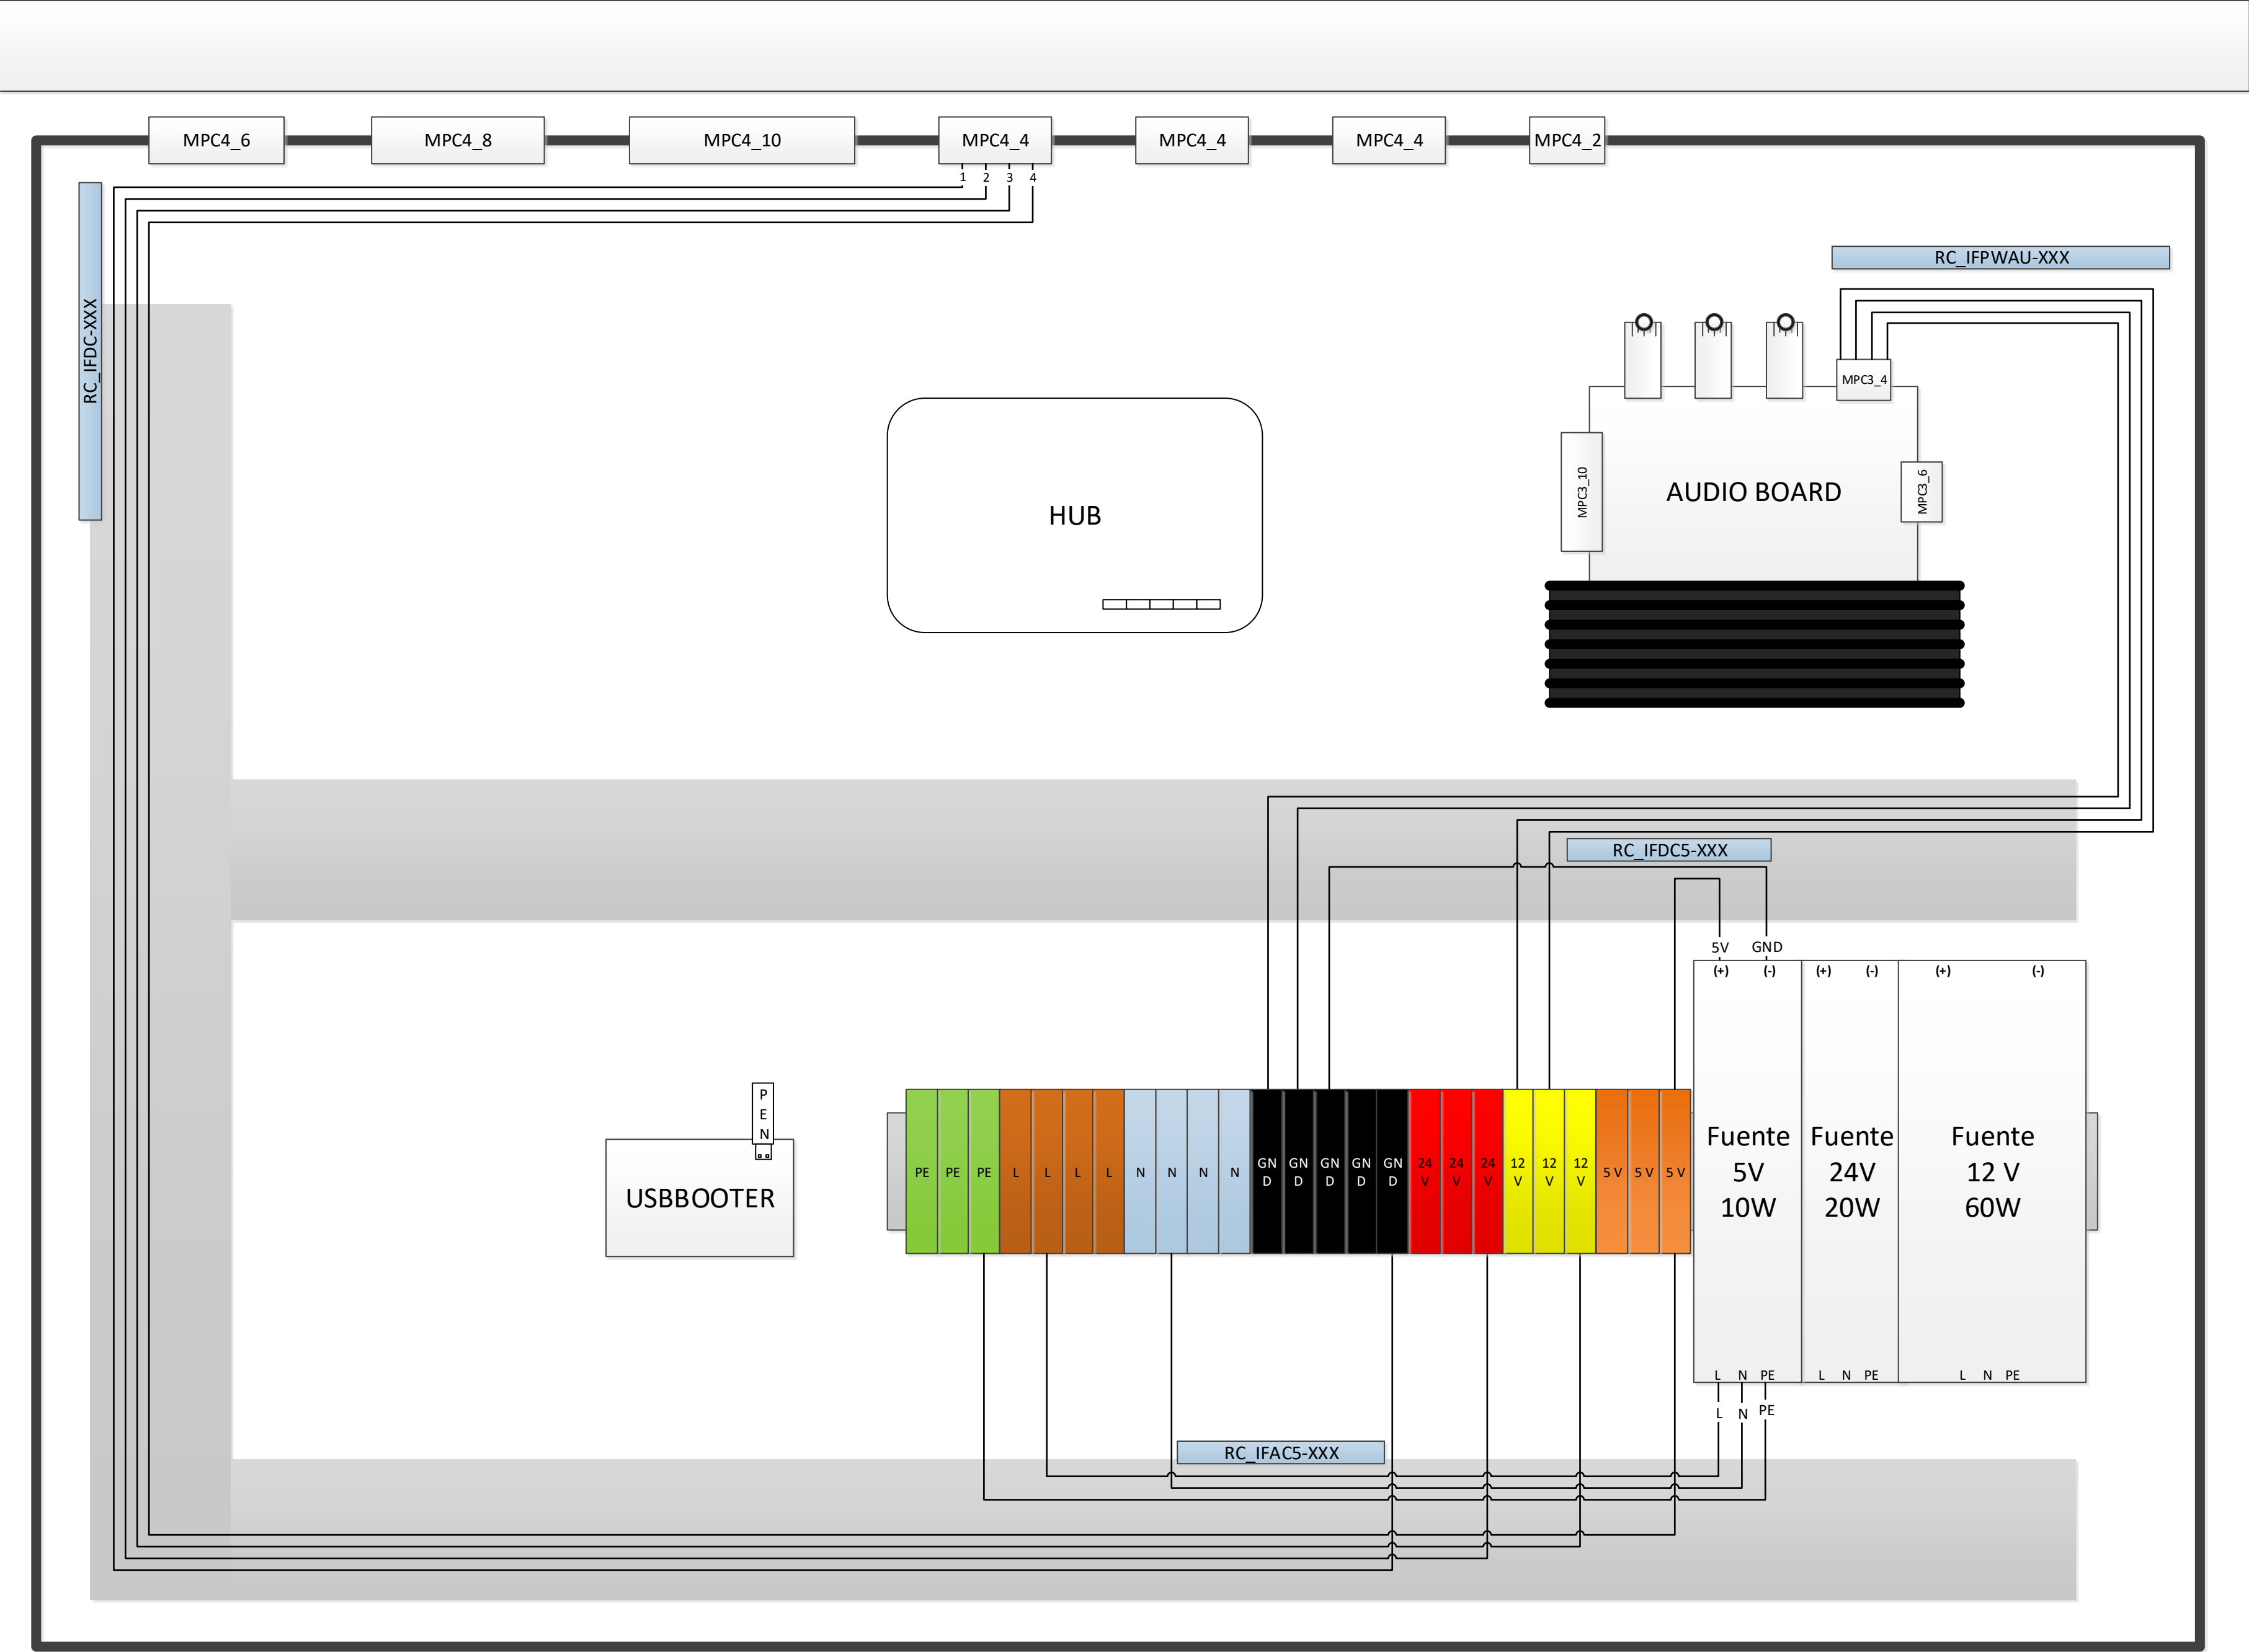 MPC4_6 MPC4_8 MPC4_10 MPC4_4 MPC4_4 MPC4_4 MPC4_2
1 2 3 4
RC_IFDC-XXX
RC_IFPWAU-XXX
MPC3_4
MPC3_10
AUDIO BOARD
MPC3_6
HUB
RC_IFDC5-XXX
5V GND
(+) (-) (+) (-) (+) (-)
P
E
N
USBBOOTER
PE PE PE L L L L N N N N
GN GN GN GN GN 24 24 24 12 12 12
D D D D D V V V V V V
5 V 5 V 5 V
Fuente
5V
10W
Fuente
24V
20W
Fuente
12 V
60W
L N PE L N PE L N PE
L N PE
RC_IFAC5-XXX